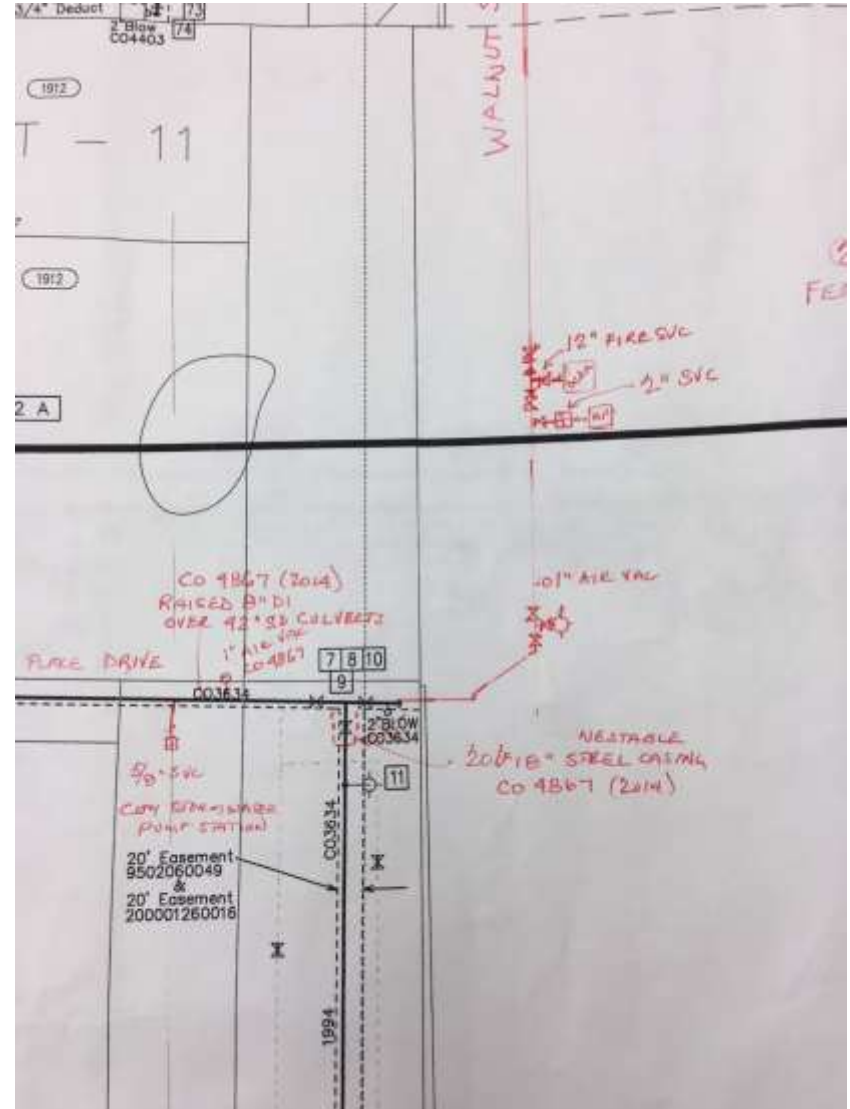 3/4" Deduct
73
2"Blow
CO4403
74
WALNUT S
1912
T - 11
1912
FE
12" FIRE SVC
2" SVC
2 A
CO 4867 (2014)
RAISED 8" DI
OVER 42" SD CULVERTS
1" AIR VAC
CO 4867
1" AIR VAC
PLACE DRIVE
7 8 10
9
CO3634
2"BLOW
CO3634
NESTABLE
20 LF 18" STEEL CASING
CO 4867 (2014)
11
5/8" SVC
PUMP STATION
CO3634
20' Easement
9502060049
&
20' Easement
200001260016
1994